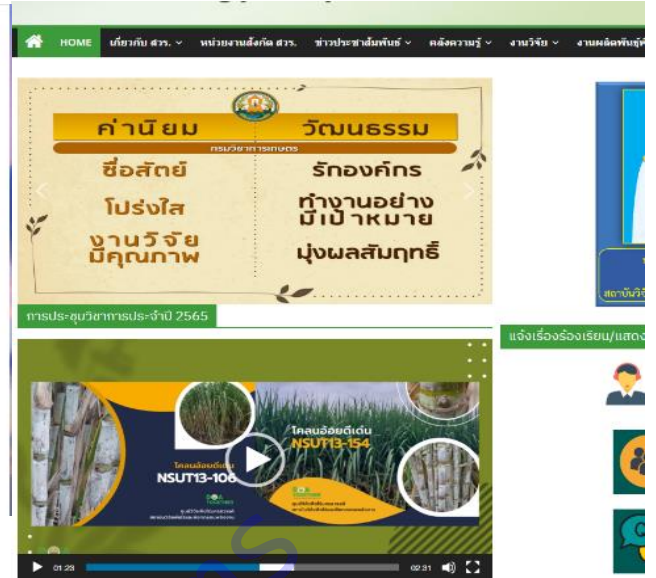 HOME เกี่ยวกับ สวร. หน่วยงานสังกัด สวร. ข่าวประชาสัมพันธ์ คลังความรู้ งานวิจัย งานผลิตพันธุ์
ค่านิยม วัฒนธรรม
กรมวิชาการเกษตร
ซื่อสัตย์ รักองค์กร
โปร่งใส ทำงานอย่าง
มีเป้าหมาย
งานวิจัย
มีคุณภาพ มุ่งผลสัมฤทธิ์
การประชุมวิชาการประจำปี 2565
แจ้งเรื่องร้องเรียน/แสดง
โคลนอ้อยดีเด่น
NSUT13-154
โคลนอ้อยดีเด่น
NSUT13-106
01:23 02:31